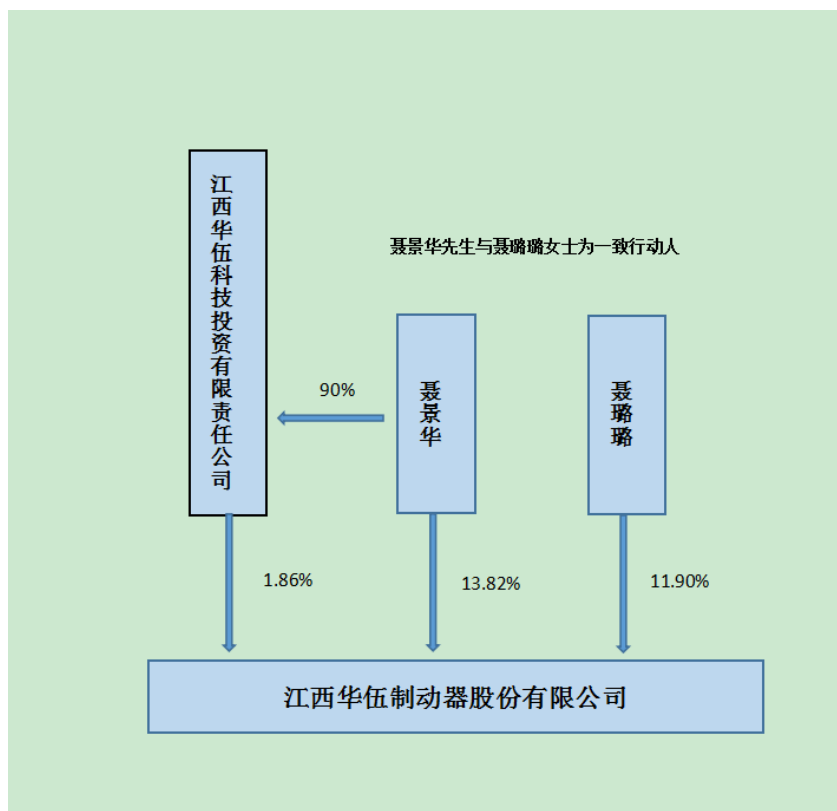 江西华伍科技投资有限责任公司
聂景华先生与聂璐璐女士为一致行动人
90%
聂景华
聂璐璐
1.86%
13.82%
11.90%
江西华伍制动器股份有限公司